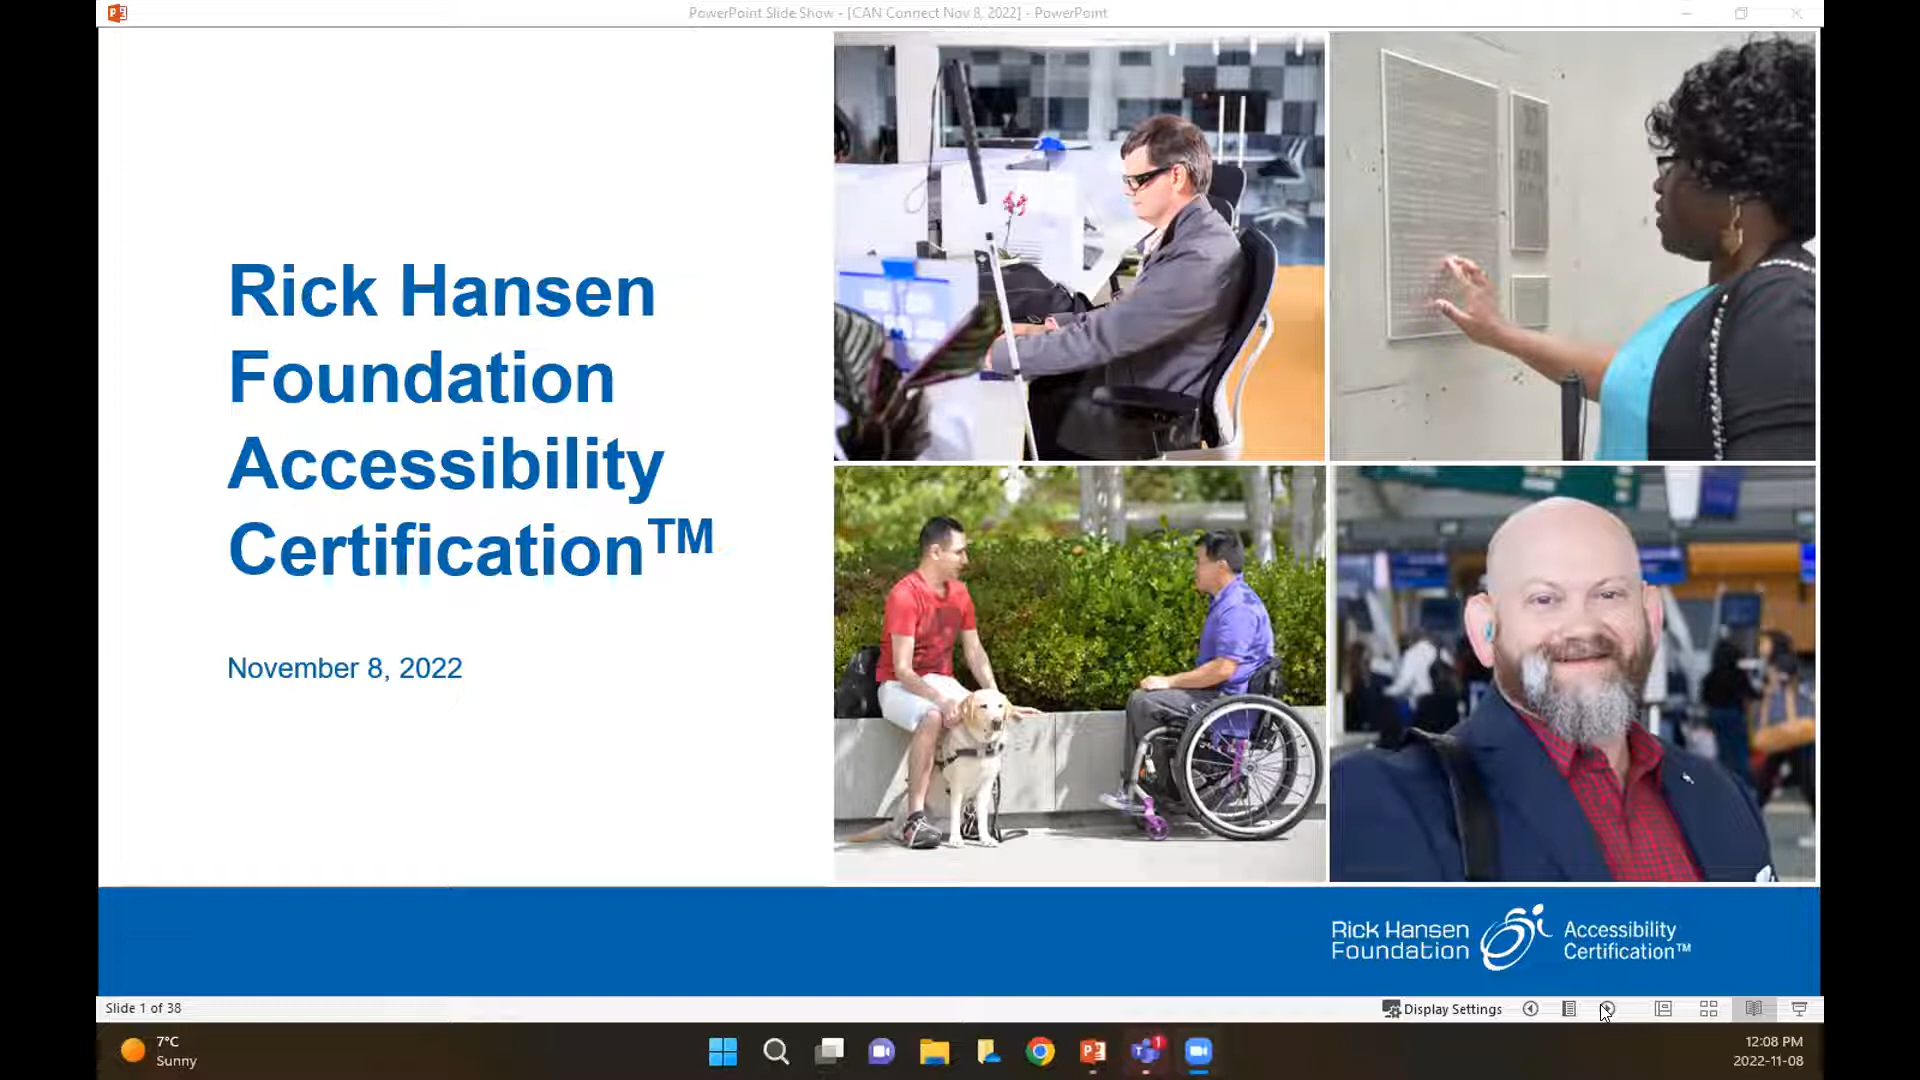 PowerPoint Slide Show - [CAN Connect Nov 8, 2022] - PowerPoint
Rick Hansen
Foundation
Accessibility
Certification™
November 8, 2022
Rick Hansen
Foundation
Accessibility
Certification™
Slide 1 of 38
Display Settings
7°C
Sunny
1
12:08 PM
2022-11-08